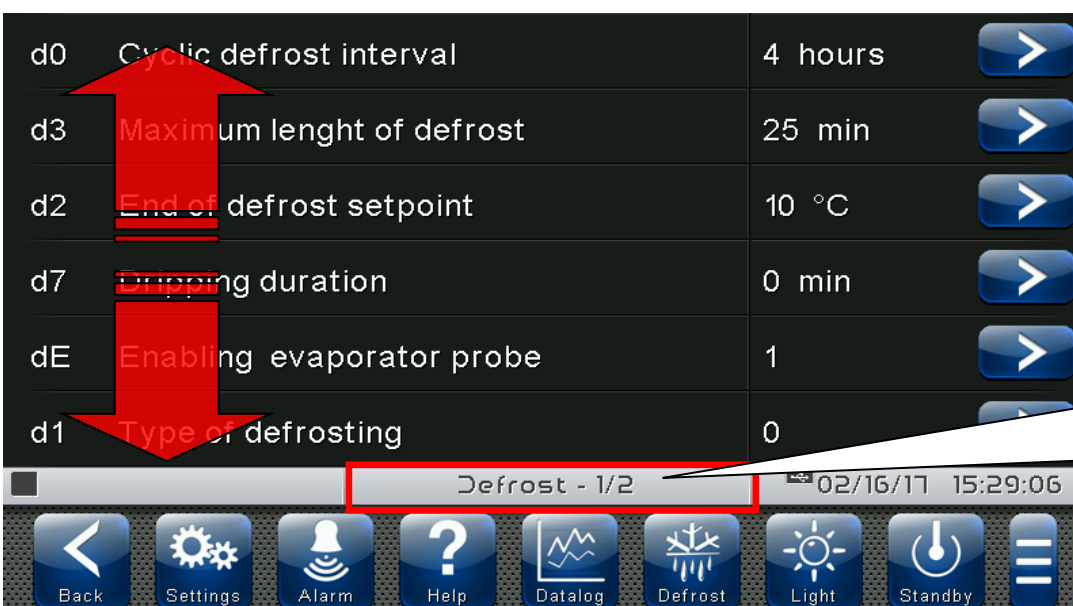 d0 Cyclic defrost interval 4 hours
d3 Maximum lenght of defrost 25 min
d2 End of defrost setpoint 10 °C
d7 Dripping duration 0 min
dE Enabling evaporator probe 1
d1 Type of defrosting 0
Defrost - 1/2 02/16/17 15:29:06
Back Settings Alarm Help Datalog Defrost Light Standby